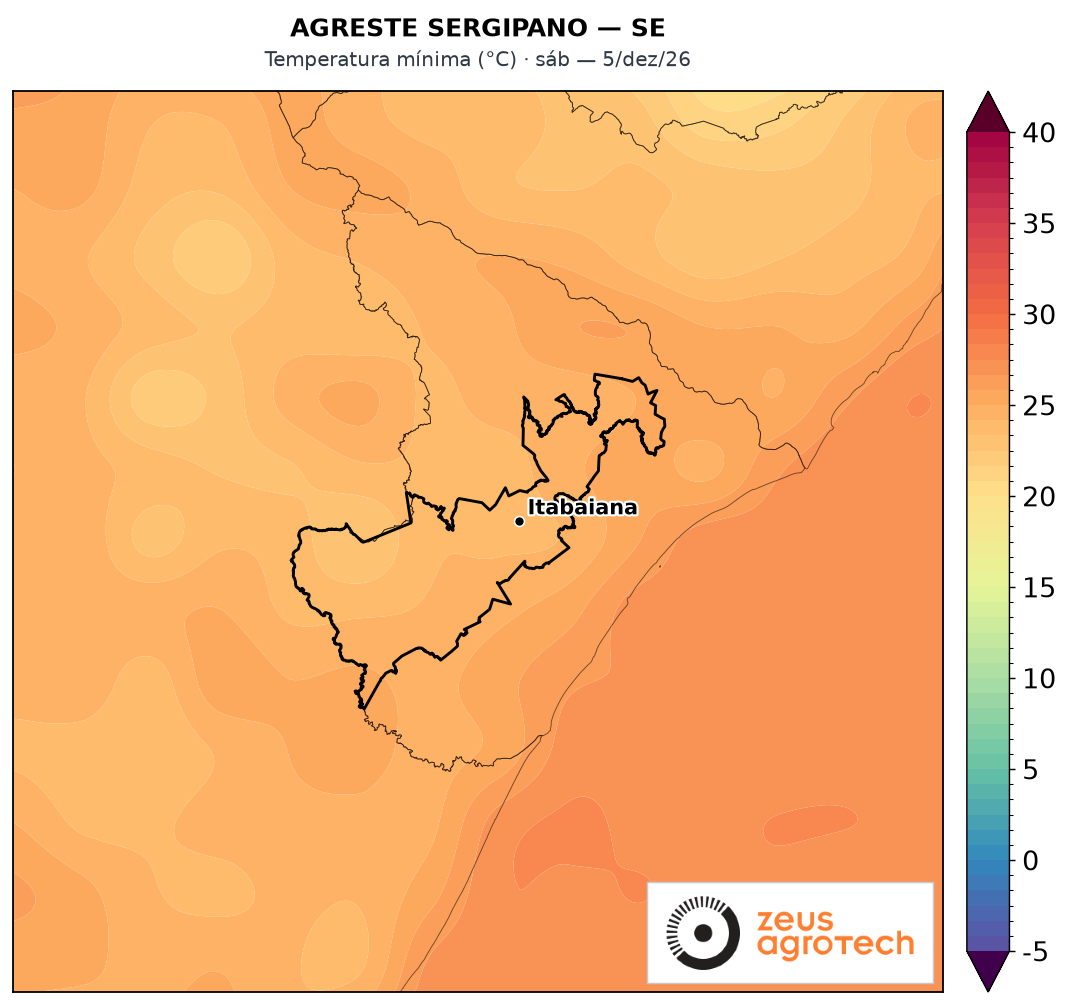 AGRESTE SERGIPANO — SE
Temperatura mínima (°C) · sáb — 5/dez/26
40
35
30
25
20
15
10
5
0
-5
Itabaiana
zeus
agrotech